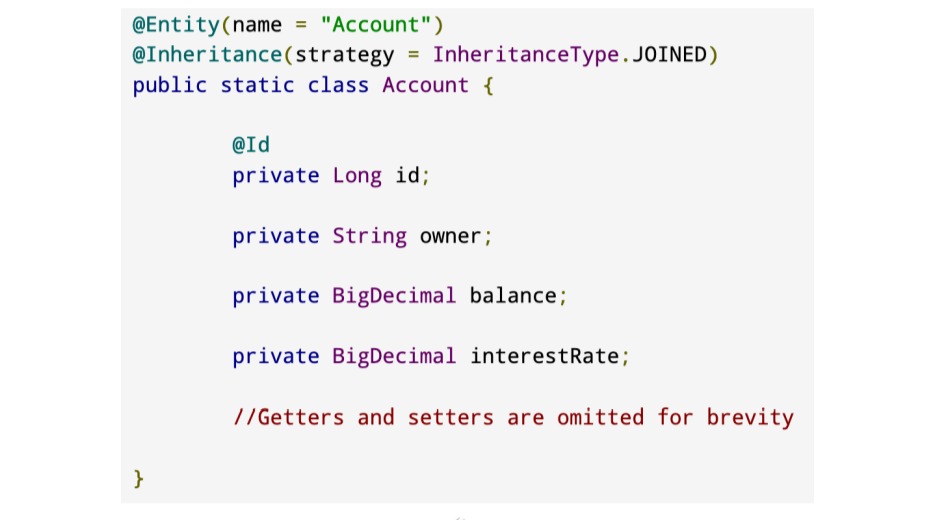 @Entity(name = "Account")
@Inheritance(strategy = InheritanceType.JOINED)
public static class Account {
@Id
private Long id;
private String owner;
private BigDecimal balance;
private BigDecimal interestRate;
//Getters and setters are omitted for brevity
}